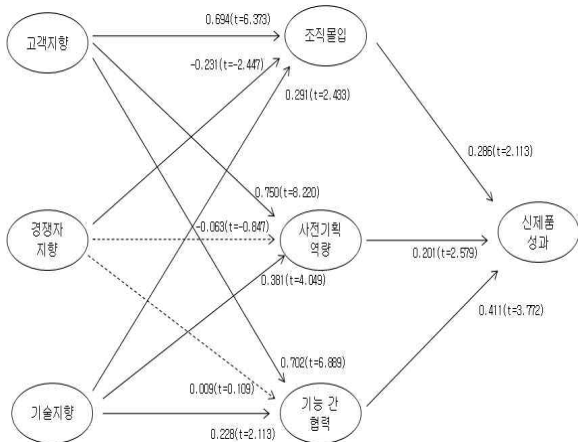 0.694(t=6.373)
고객지향
조직몰입
-0.231(t=-2.447)
0.291(t=2.433)
0.286(t=2.113)
0.750(t=8.220)
경쟁자
지향
-0.063(t=-0.847)
사전기획
역량
신제품
성과
0.201(t=2.579)
0.381(t=4.049)
0.411(t=3.772)
0.702(t=6.889)
0.009(t=0.109)
기술지향
기능 간
협력
0.228(t=2.113)